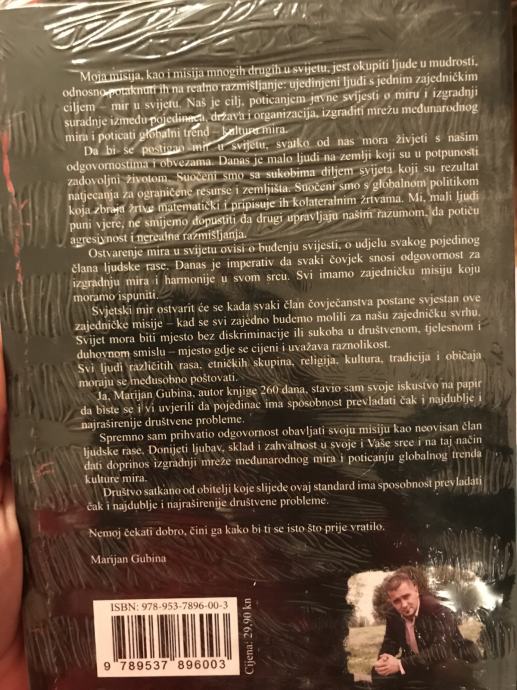 Moja misija, kao i misija mnogih drugih u svijetu, jest okupiti ljude u mudrosti,
odnosno potaknuti ih na realno razmišljanje: ujedinjeni ljudi s jednim zajedničkim
ciljem – mir u svijetu. Naš je cilj, poticanjem javne svijesti o miru i izgradnji
suradnje između pojedinaca, država i organizacija, izgraditi mrežu međunarodnog
mira i poticati globalni trend – kulturu mira.
Da bi se postigao mir u svijetu, svatko od nas mora živjeti s našim
odgovornostima i obvezama. Danas je malo ljudi na zemlji koji su u potpunosti
zadovoljni životom. Suočeni smo sa sukobima diljem svijeta koji su rezultat
natjecanja za ograničene resurse i zemljišta. Suočeni smo s globalnom politikom
koja zbraja žrtve matematički i pripisuje ih kolateralnim žrtvama. Mi, mali ljudi
puni vjere, ne smijemo dopustiti da drugi upravljaju našim razumom, da potiču
agresivnost i nerealna razmišljanja.
Ostvarenje mira u svijetu ovisi o buđenju svijesti, o udjelu svakog pojedinog
člana ljudske rase. Danas je imperativ da svaki čovjek snosi odgovornost za
izgradnju mira i harmonije u svom srcu. Svi imamo zajedničku misiju koju
moramo ispuniti.
Svjetski mir ostvarit će se kada svaki član čovječanstva postane svjestan ove
zajedničke misije – kad se svi zajedno budemo molili za našu zajedničku svrhu.
Svijet mora biti mjesto bez diskriminacije ili sukoba u društvenom, tjelesnom i
duhovnom smislu – mjesto gdje se cijeni i uvažava raznolikost.
Svi ljudi različitih rasa, etničkih skupina, religija, kultura, tradicija i običaja
moraju se međusobno poštovati.
Ja, Marijan Gubina, autor knjige 260 dana, stavio sam svoje iskustvo na papir
da biste se i vi uvjerili da pojedinac ima sposobnost prevladati čak i najdublje i
najraširenije društvene probleme.
Spremno sam prihvatio odgovornost obavljati svoju misiju kao neovisan član
ljudske rase. Donijeti ljubav, sklad i zahvalnost u svoje i Vaše srce i na taj način
dati doprinos izgradnji mreže međunarodnog mira i poticanju globalnog trenda
kulture mira.
Društvo satkano od obitelji koje slijede ovaj standard ima sposobnost prevladati
čak i najdublje i najraširenije društvene probleme.
Nemoj čekati dobro, čini ga kako bi ti se isto što prije vratilo.
Marijan Gubina
ISBN: 978-953-7896-00-3
9 789537 896003
Cijena: 29,90 kn